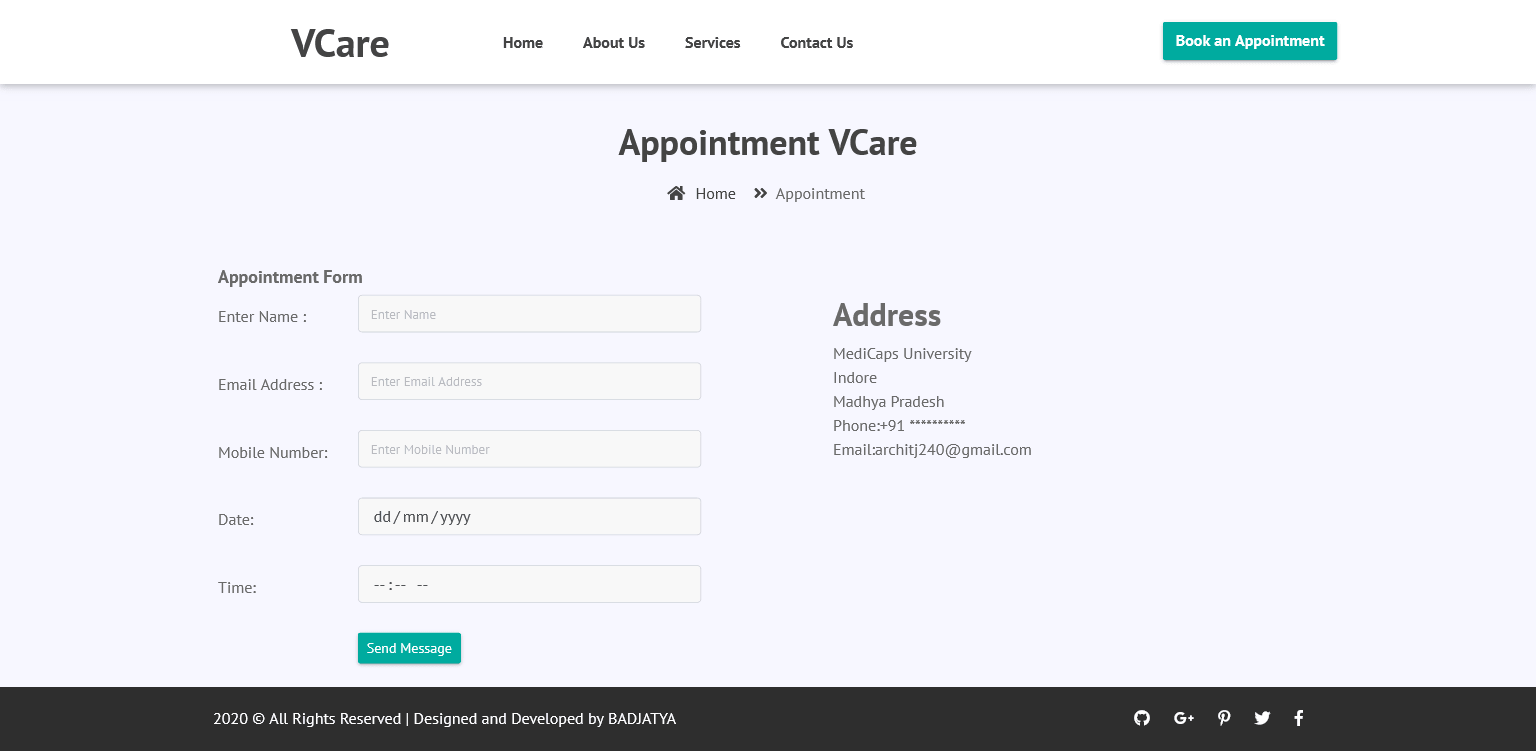 VCare
Home
About Us
Services
Contact Us
Book an Appointment
Appointment VCare
Home
Appointment
Appointment Form
Enter Name :
Enter Name
Email Address :
Enter Email Address
Mobile Number:
Enter Mobile Number
Date:
dd/mm/yyyy
Time:
--:-- --
Send Message
Address
MediCaps University
Indore
Madhya Pradesh
Phone:+91 **********
Email:architj240@gmail.com
2020 © All Rights Reserved | Designed and Developed by BADJATYA